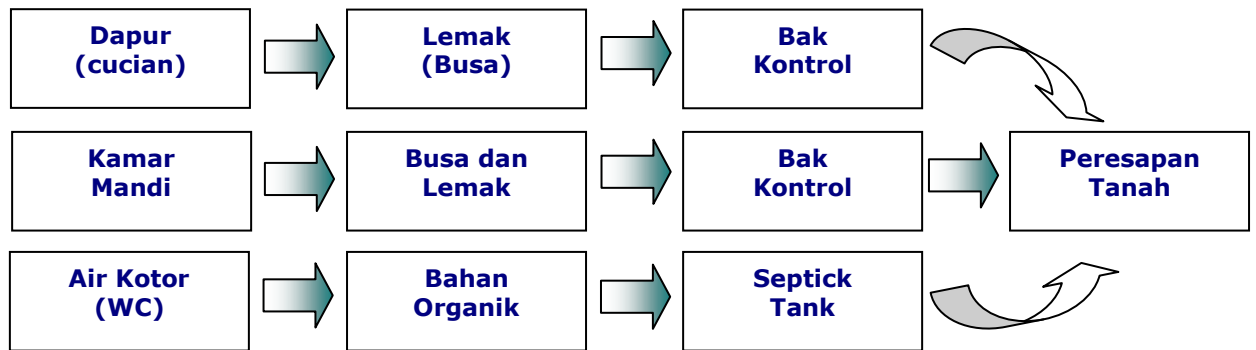 Dapur
(cucian)
Lemak
(Busa)
Bak
Kontrol
Kamar
Mandi
Busa dan
Lemak
Bak
Kontrol
Peresapan
Tanah
Air Kotor
(WC)
Bahan
Organik
Septick
Tank